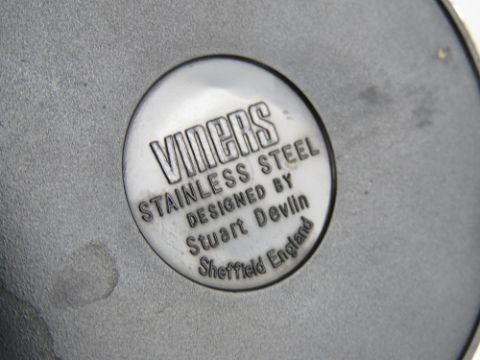 VINERS
STAINLESS STEEL
DESIGNED BY
Stuart Devlin
Sheffield England